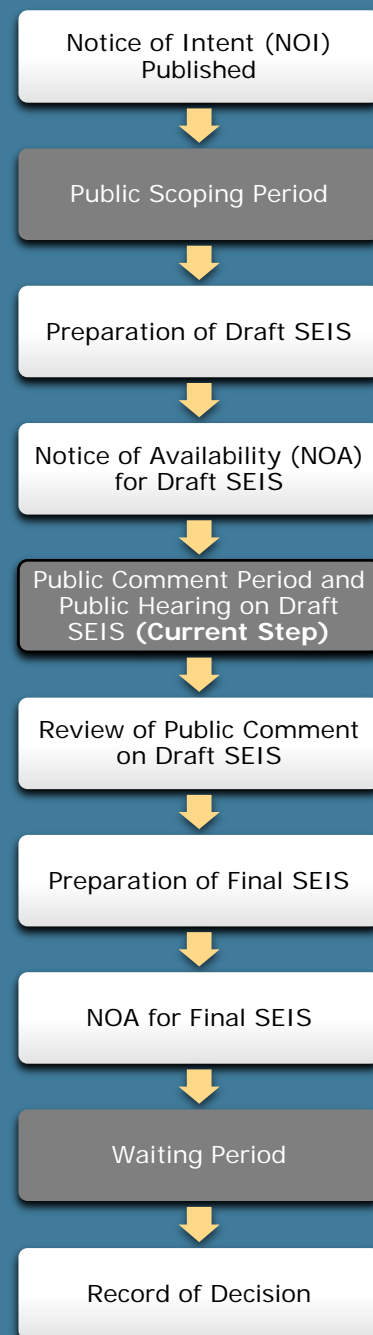 Notice of Intent (NOI)
Published
Public Scoping Period
Preparation of Draft SEIS
Notice of Availability (NOA)
for Draft SEIS
Public Comment Period and
Public Hearing on Draft
SEIS (Current Step)
Review of Public Comment
on Draft SEIS
Preparation of Final SEIS
NOA for Final SEIS
Waiting Period
Record of Decision